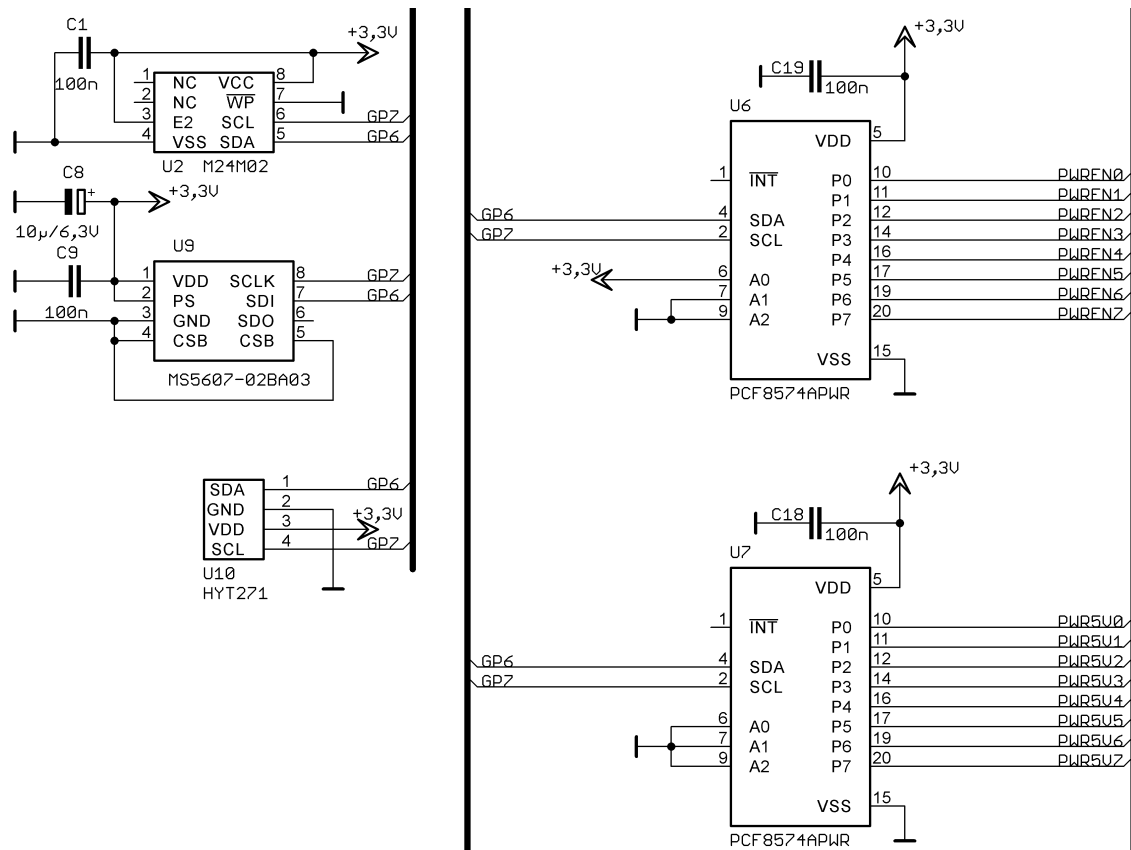 C1
+3,3V
100n
1 NC VCC 8
2 NC WP 7
3 E2 SCL 6 GP7
4 VSS SDA 5 GP6
U2 M24M02
C8
+
+3,3V
10µ/6,3V
U9
C9
1 VDD SCLK 8 GP7
2 PS SDI 7 GP6
100n
3 GND SDO 6
4 CSB CSB 5
MS5607-02BA03
SDA 1 GP6
GND 2
VDD 3 +3,3V
SCL 4 GP7
U10
HYT271
+3,3V
C19
100n
U6
VDD 5
1 INT P0 10 PWREN0
P1 11 PWREN1
GP6 4 SDA P2 12 PWREN2
GP7 2 SCL P3 14 PWREN3
P4 16 PWREN4
+3,3V 6 A0 P5 17 PWREN5
7 A1 P6 19 PWREN6
9 A2 P7 20 PWREN7
VSS 15
PCF8574APWR
+3,3V
C18
100n
U7
VDD 5
1 INT P0 10 PWR5V0
P1 11 PWR5V1
GP6 4 SDA P2 12 PWR5V2
GP7 2 SCL P3 14 PWR5V3
P4 16 PWR5V4
6 A0 P5 17 PWR5V5
7 A1 P6 19 PWR5V6
9 A2 P7 20 PWR5V7
VSS 15
PCF8574APWR